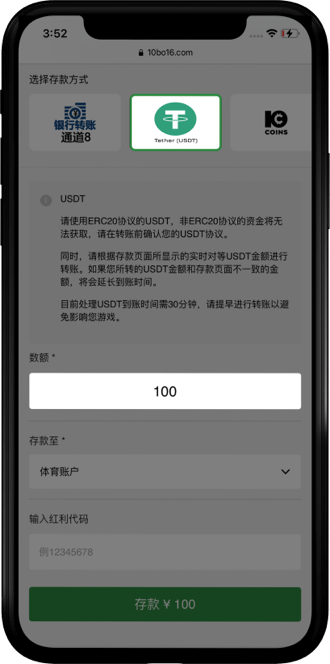 3:52
10bo16.com
选择存款方式
银行转账
通道8
Tether (USDT)
COINS
USDT
请使用ERC20协议的USDT，非ERC20协议的资金将无
法获取，请在转账前确认您的USDT协议。
同时，请根据存款页面所显示的实时对等USDT金额进行
转账。如果您所转的USDT金额和存款页面不一致的金
额，将会延长到账时间。
目前处理USDT到账时间需30分钟，请提早进行转账以避
免影响您游戏。
数额 *
100
存款至 *
体育账户
输入红利代码
例12345678
存款 ¥ 100